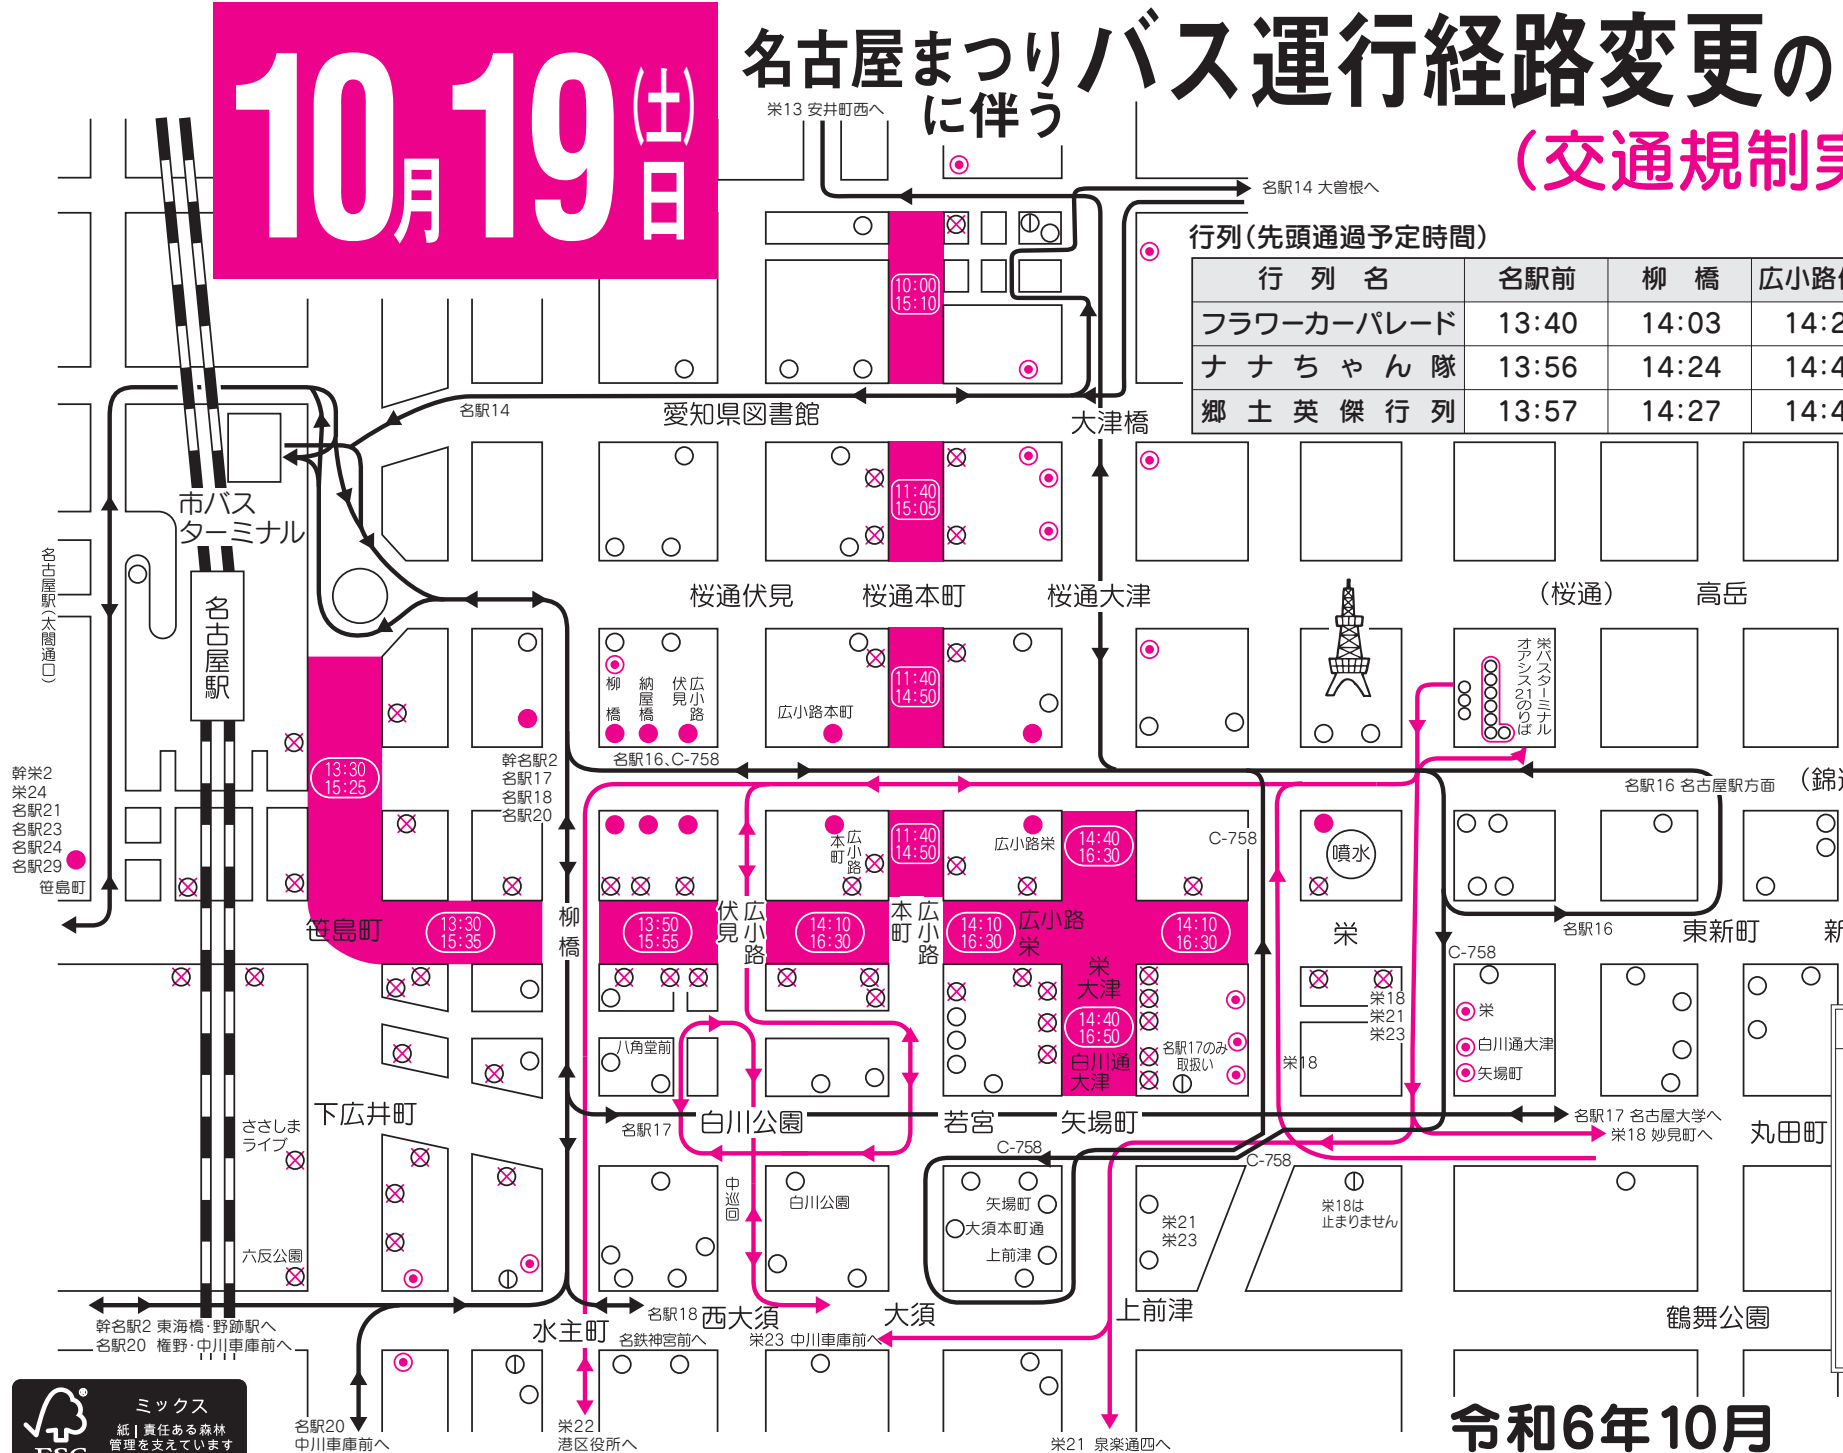 10月19日(土)
名古屋まつり
に伴う
バス運行経路変更の
(交通規制実
栄13 安井町西へ
名駅14 大曽根へ
行列(先頭通過予定時間)
行列名 名駅前 柳橋 広小路
フラワーカーパレード 13:40 14:03 14:2
ナナちゃん隊 13:56 14:24 14:4
郷土英傑行列 13:57 14:27 14:4
10:00
15:10
名駅14
愛知県図書館
大津橋
市バス
ターミナル
11:40
15:05
名古屋駅(太閤通口)
名古屋駅
桜通伏見
桜通本町
桜通大津
(桜通)
高岳
11:40
14:50
柳橋
納屋橋
広小路
伏見
広小路本町
栄バスターミナル
オアシス21のりば
13:30
15:25
幹栄2
栄24
名駅21
名駅23
名駅24
名駅29
笹島町
幹名駅2
名駅17
名駅18
名駅20
名駅16、C-758
名駅16 名古屋駅方面
(錦通
広小路
本町
11:40
14:50
広小路栄
14:40
16:30
C-758
噴水
笹島町
13:30
15:35
柳橋
13:50
15:55
広小路
伏見
14:10
16:30
広小路
本町
14:10
16:30
広小路
栄
14:10
16:30
栄
名駅16
東新町
新
C-758
栄
大津
14:40
16:50
白川通
大津
八角堂前
名駅17のみ
取扱い
栄18
栄18
栄21
栄23
栄
白川通大津
矢場町
ささしま
ライブ
下広井町
名駅17
白川公園
若宮
矢場町
名駅17 名古屋大学へ
栄18 妙見町へ
丸田町
C-758
C-758
中巡回
白川公園
矢場町
大須本町通
上前津
栄21
栄23
栄18は
止まりません
六反公園
幹名駅2 東海橋・野跡駅へ
名駅20 権野・中川車庫前へ
水主町
名駅18
名鉄神宮前へ
西大須
栄23 中川車庫前へ
大須
上前津
鶴舞公園
ミックス
紙|責任ある森林
管理を支えています
FSC
®
名駅20
中川車庫前へ
栄22
港区役所へ
栄21 泉楽通四へ
令和6年10月